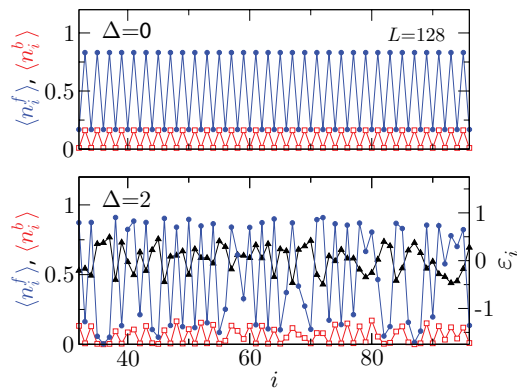 Δ=0
L=128
1
0.5
0
⟨n_i^f⟩, ⟨n_i^b⟩
Δ=2
1
0.5
0
⟨n_i^f⟩, ⟨n_i^b⟩
1
0
-1
ε_i
40 60 80
i